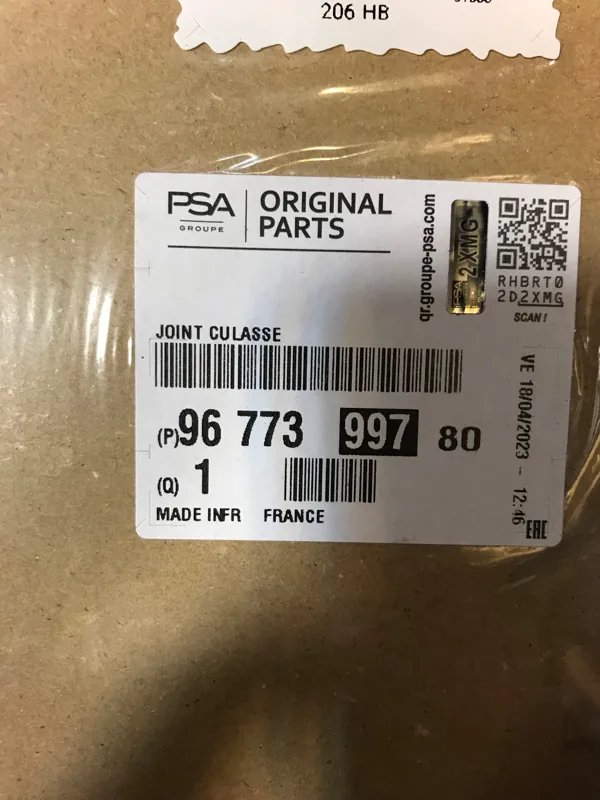 206 HB
PSA
GROUPE
ORIGINAL
PARTS
qr.groupe-psa.com
PSA 2XMG
RHBRT0
2D2XMG
SCAN!
JOINT CULASSE
(P)96 773 997 80
(Q) 1
MADE INFR FRANCE
VE 18/04/2023 -- 12:46
EAC